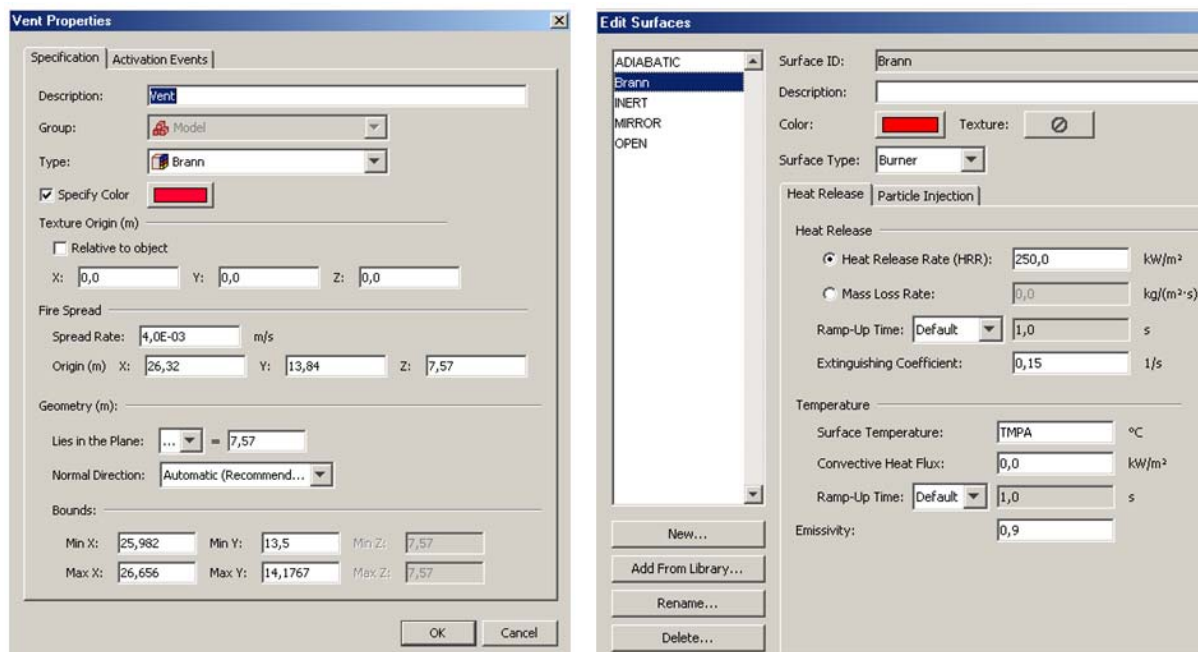 Vent Properties
Specification Activation Events
Description: Vent
Group: Model
Type: Brann
Specify Color
Texture Origin (m)
Relative to object
X: 0,0 Y: 0,0 Z: 0,0
Fire Spread
Spread Rate: 4,0E-03 m/s
Origin (m) X: 26,32 Y: 13,84 Z: 7,57
Geometry (m):
Lies in the Plane: ... = 7,57
Normal Direction: Automatic (Recommend...
Bounds:
Min X: 25,982 Min Y: 13,5 Min Z: 7,57
Max X: 26,656 Max Y: 14,1767 Max Z: 7,57
OK Cancel
Edit Surfaces
ADIABATIC
Brann
INERT
MIRROR
OPEN
New...
Add From Library...
Rename...
Delete...
Surface ID: Brann
Description:
Color: Texture:
Surface Type: Burner
Heat Release Particle Injection
Heat Release
Heat Release Rate (HRR): 250,0 kW/m²
Mass Loss Rate: 0,0 kg/(m²·s)
Ramp-Up Time: Default 1,0 s
Extinguishing Coefficient: 0,15 1/s
Temperature
Surface Temperature: TMPA °C
Convective Heat Flux: 0,0 kW/m²
Ramp-Up Time: Default 1,0 s
Emissivity: 0,9